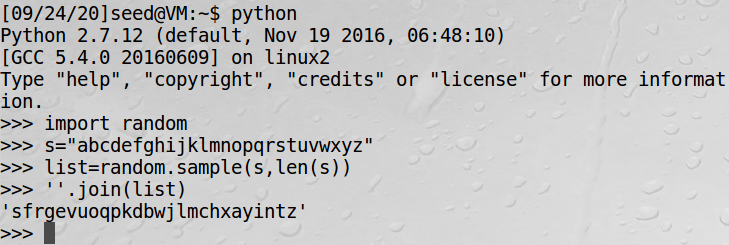 [09/24/20]seed@VM:~$ python
Python 2.7.12 (default, Nov 19 2016, 06:48:10)
[GCC 5.4.0 20160609] on linux2
Type "help", "copyright", "credits" or "license" for more informat
ion.
>>> import random
>>> s="abcdefghijklmnopqrstuvwxyz"
>>> list=random.sample(s,len(s))
>>> ''.join(list)
'sfrgevuoqpkdbwjlmchxayintz'
>>>